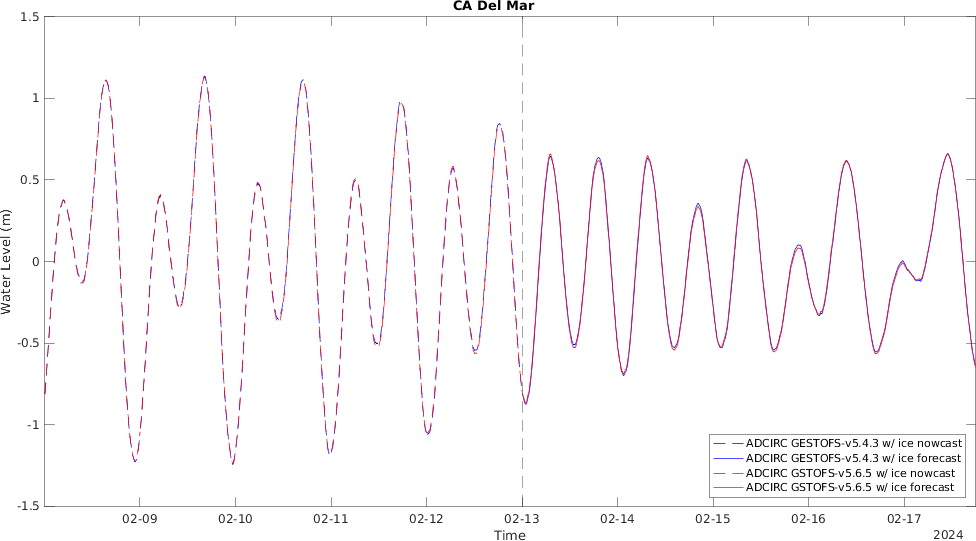 CA Del Mar
1.5
1
0.5
0
-0.5
-1
-1.5
Water Level (m)
02-09 02-10 02-11 02-12 02-13 02-14 02-15 02-16 02-17
Time
2024
ADCIRC GESTOFS-v5.4.3 w/ ice nowcast
ADCIRC GESTOFS-v5.4.3 w/ ice forecast
ADCIRC GSTOFS-v5.6.5 w/ ice nowcast
ADCIRC GSTOFS-v5.6.5 w/ ice forecast